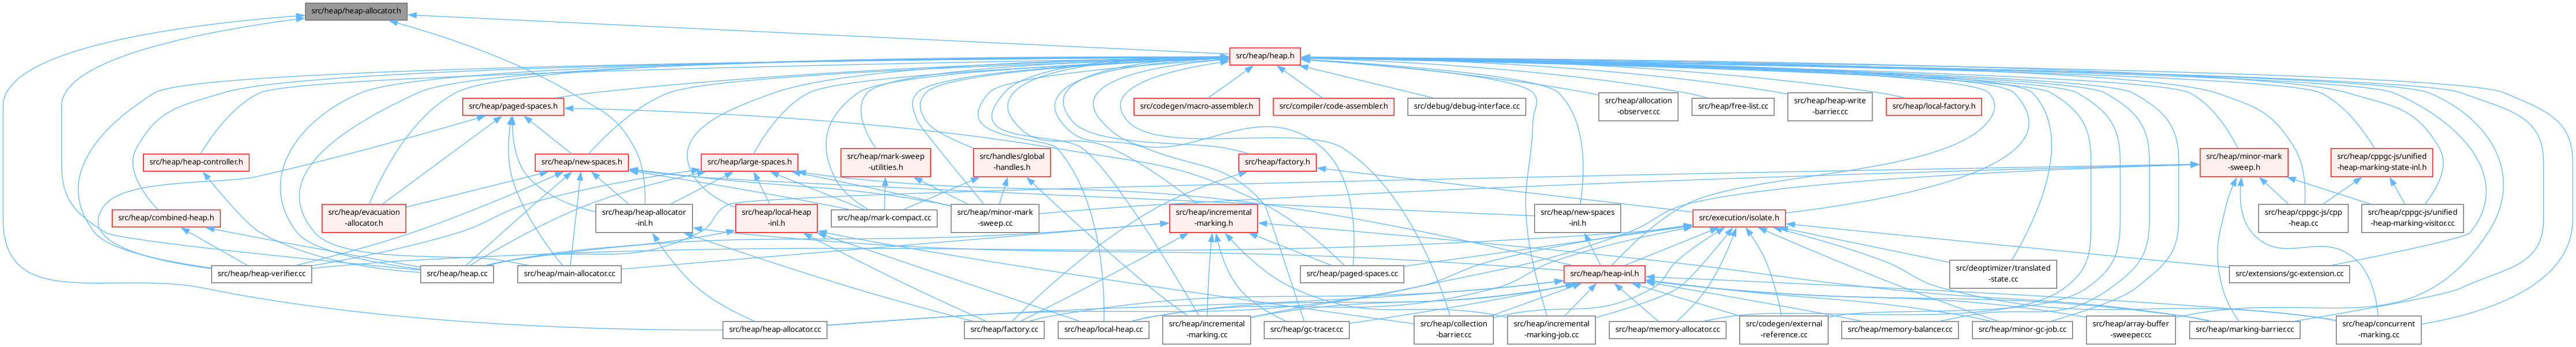 src/heap/heap-allocator.h
src/heap/heap.h
src/heap/paged-spaces.h
src/codegen/macro-assembler.h
src/compiler/code-assembler.h
src/debug/debug-interface.cc
src/heap/allocation
-observer.cc
src/heap/free-list.cc
src/heap/heap-write
-barrier.cc
src/heap/local-factory.h
src/heap/heap-controller.h
src/heap/new-spaces.h
src/heap/large-spaces.h
src/heap/mark-sweep
-utilities.h
src/handles/global
-handles.h
src/heap/factory.h
src/heap/minor-mark
-sweep.h
src/heap/cppgc-js/unified
-heap-marking-state-inl.h
src/heap/combined-heap.h
src/heap/evacuation
-allocator.h
src/heap/heap-allocator
-inl.h
src/heap/local-heap
-inl.h
src/heap/mark-compact.cc
src/heap/minor-mark
-sweep.cc
src/heap/incremental
-marking.h
src/heap/new-spaces
-inl.h
src/execution/isolate.h
src/heap/cppgc-js/cpp
-heap.cc
src/heap/cppgc-js/unified
-heap-marking-visitor.cc
src/heap/heap-verifier.cc
src/heap/heap.cc
src/heap/main-allocator.cc
src/heap/paged-spaces.cc
src/heap/heap-inl.h
src/deoptimizer/translated
-state.cc
src/extensions/gc-extension.cc
src/heap/heap-allocator.cc
src/heap/factory.cc
src/heap/local-heap.cc
src/heap/incremental
-marking.cc
src/heap/gc-tracer.cc
src/heap/collection
-barrier.cc
src/heap/incremental
-marking-job.cc
src/heap/memory-allocator.cc
src/codegen/external
-reference.cc
src/heap/memory-balancer.cc
src/heap/minor-gc-job.cc
src/heap/array-buffer
-sweeper.cc
src/heap/marking-barrier.cc
src/heap/concurrent
-marking.cc